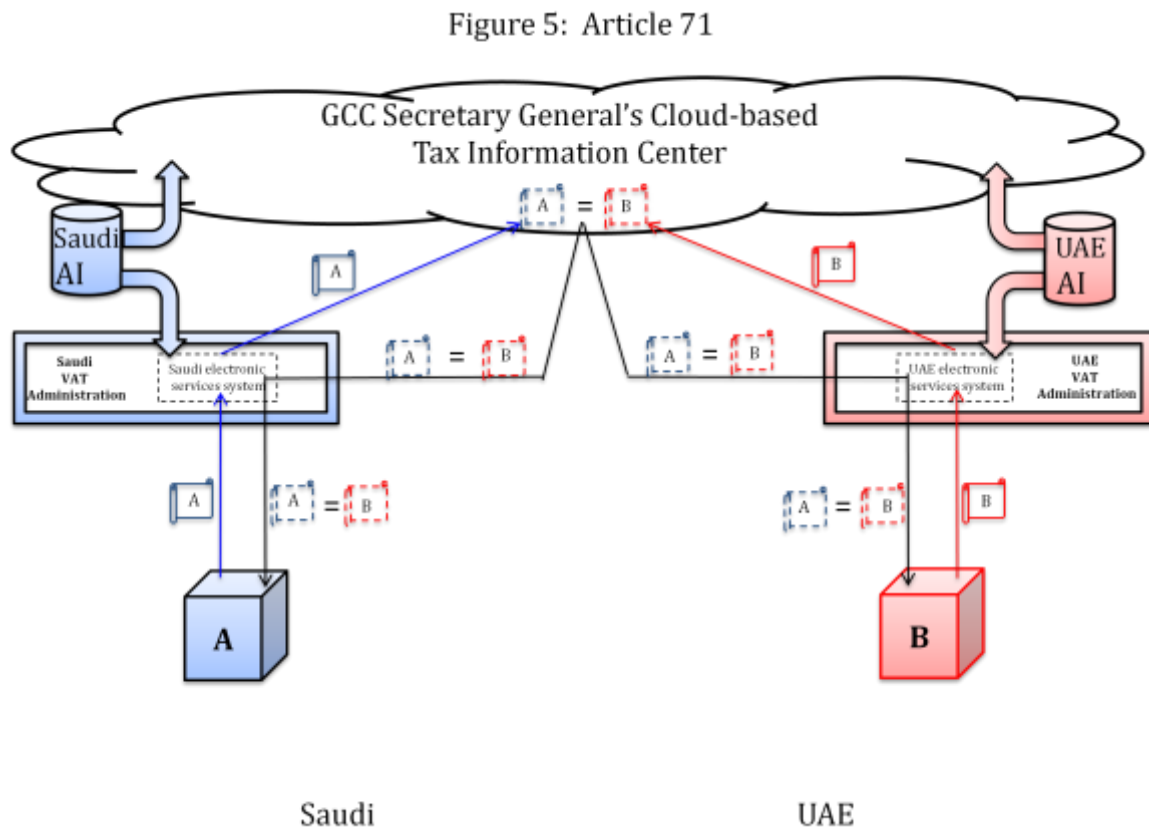 Figure 5:  Article 71
GCC Secretary General's Cloud-based
Tax Information Center
A = B
Saudi
AI
UAE
AI
A
B
A = B
A = B
Saudi
VAT
Administration
Saudi electronic
services system
UAE electronic
services system
UAE
VAT
Administration
A
A = B
A = B
B
A
B
Saudi
UAE